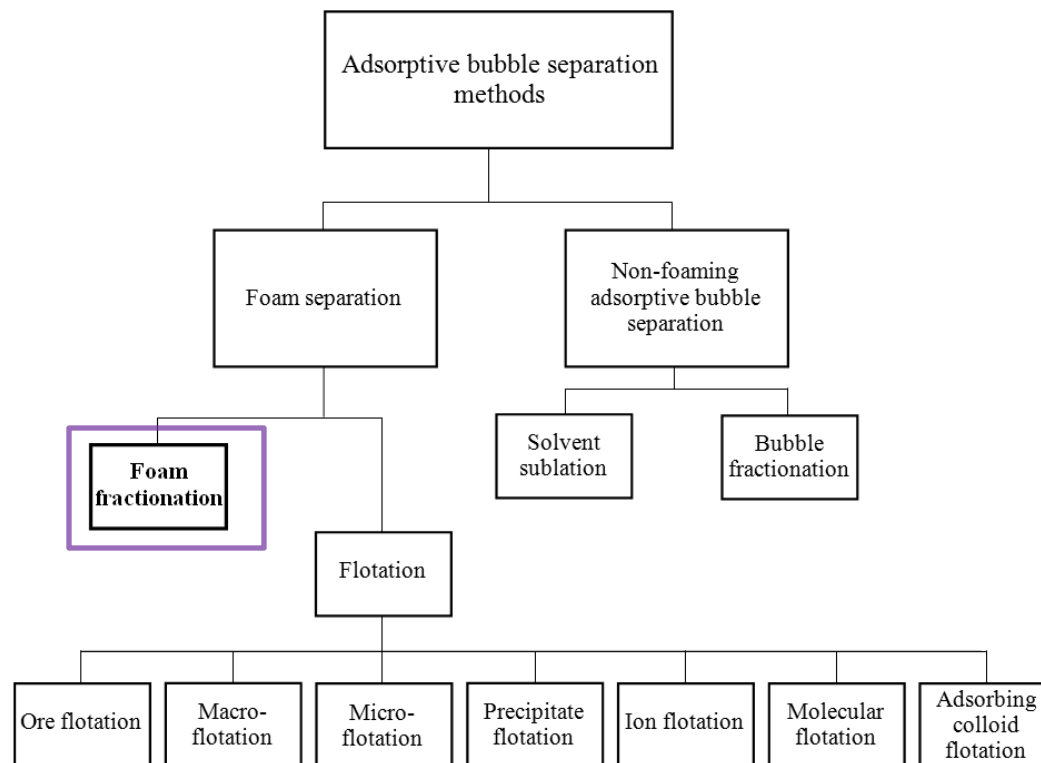 Adsorptive bubble separation
methods
Foam separation
Non-foaming
adsorptive bubble
separation
Foam
fractionation
Solvent
sublation
Bubble
fractionation
Flotation
Ore flotation
Macro-
flotation
Micro-
flotation
Precipitate
flotation
Ion flotation
Molecular
flotation
Adsorbing
colloid
flotation